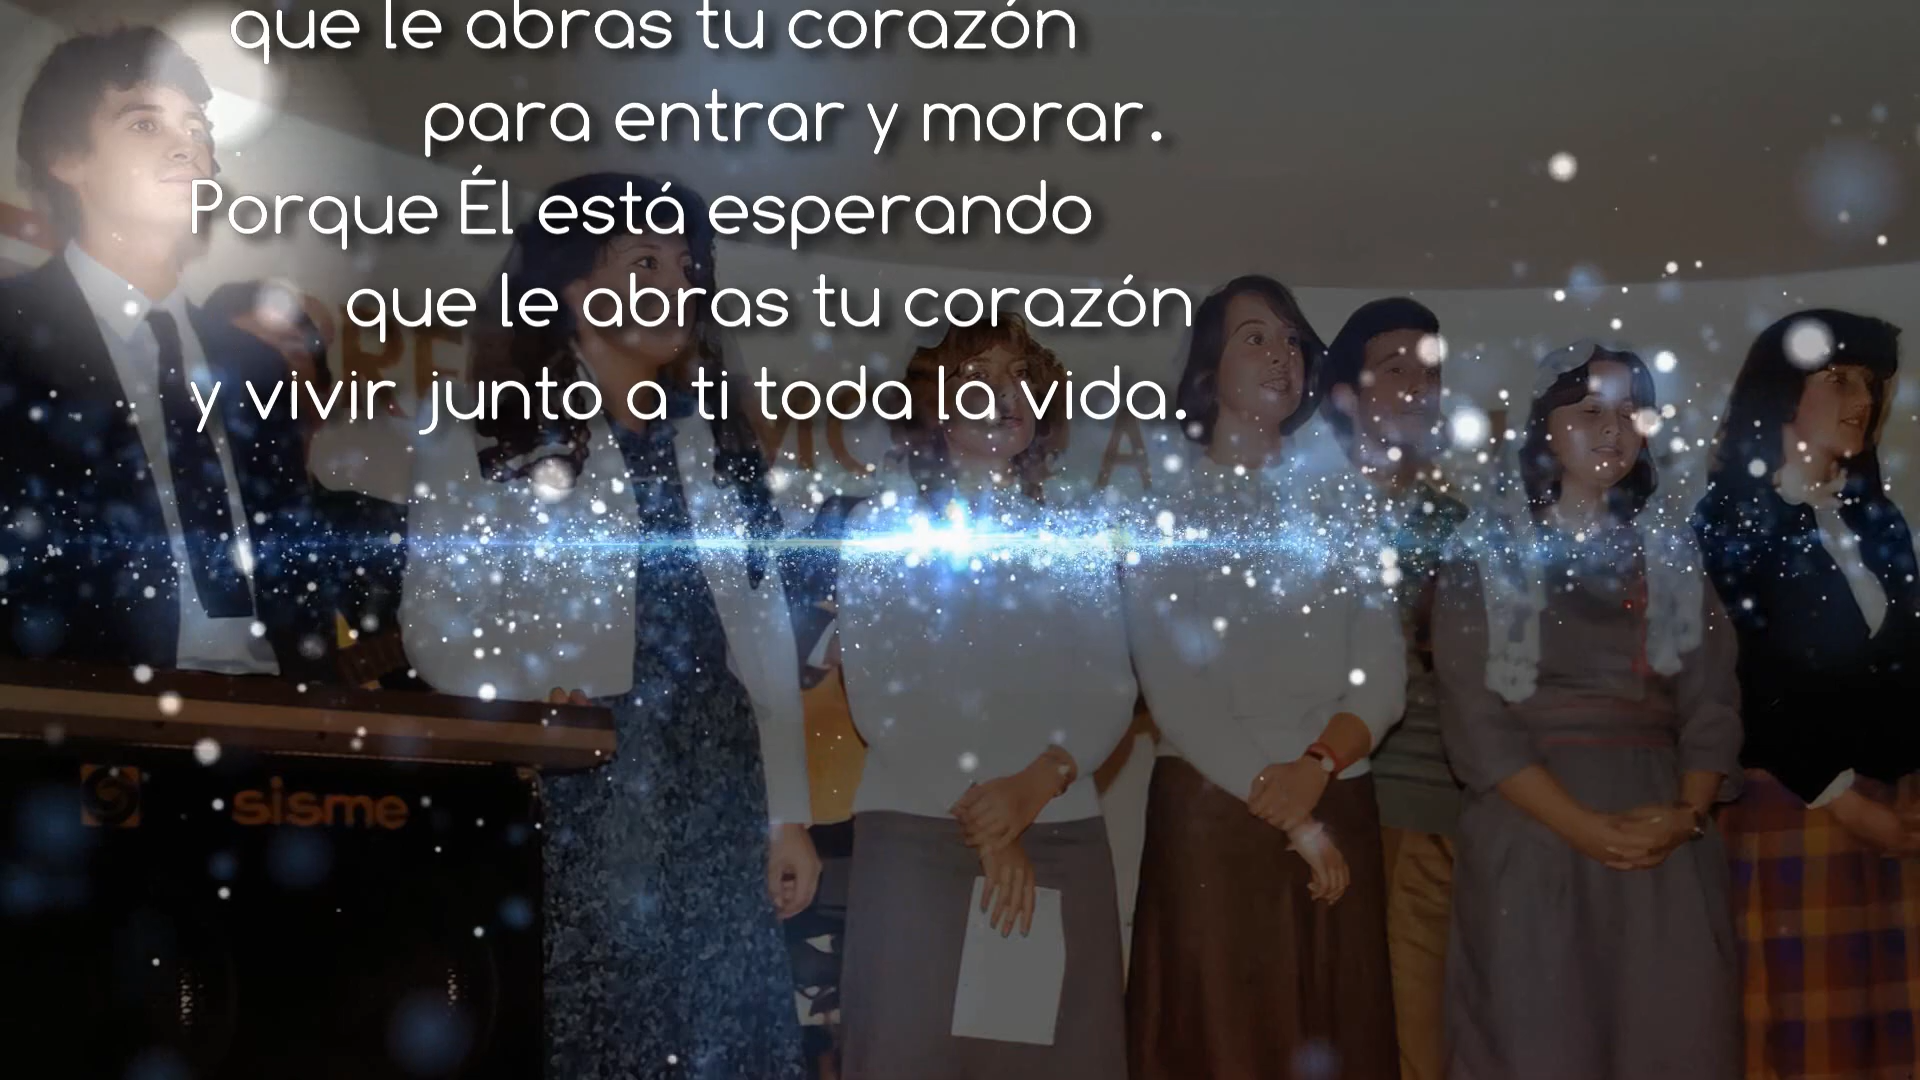 que le abras tu corazón
para entrar y morar.
Porque Él está esperando
que le abras tu corazón
y vivir junto a ti toda la vida.
sisme